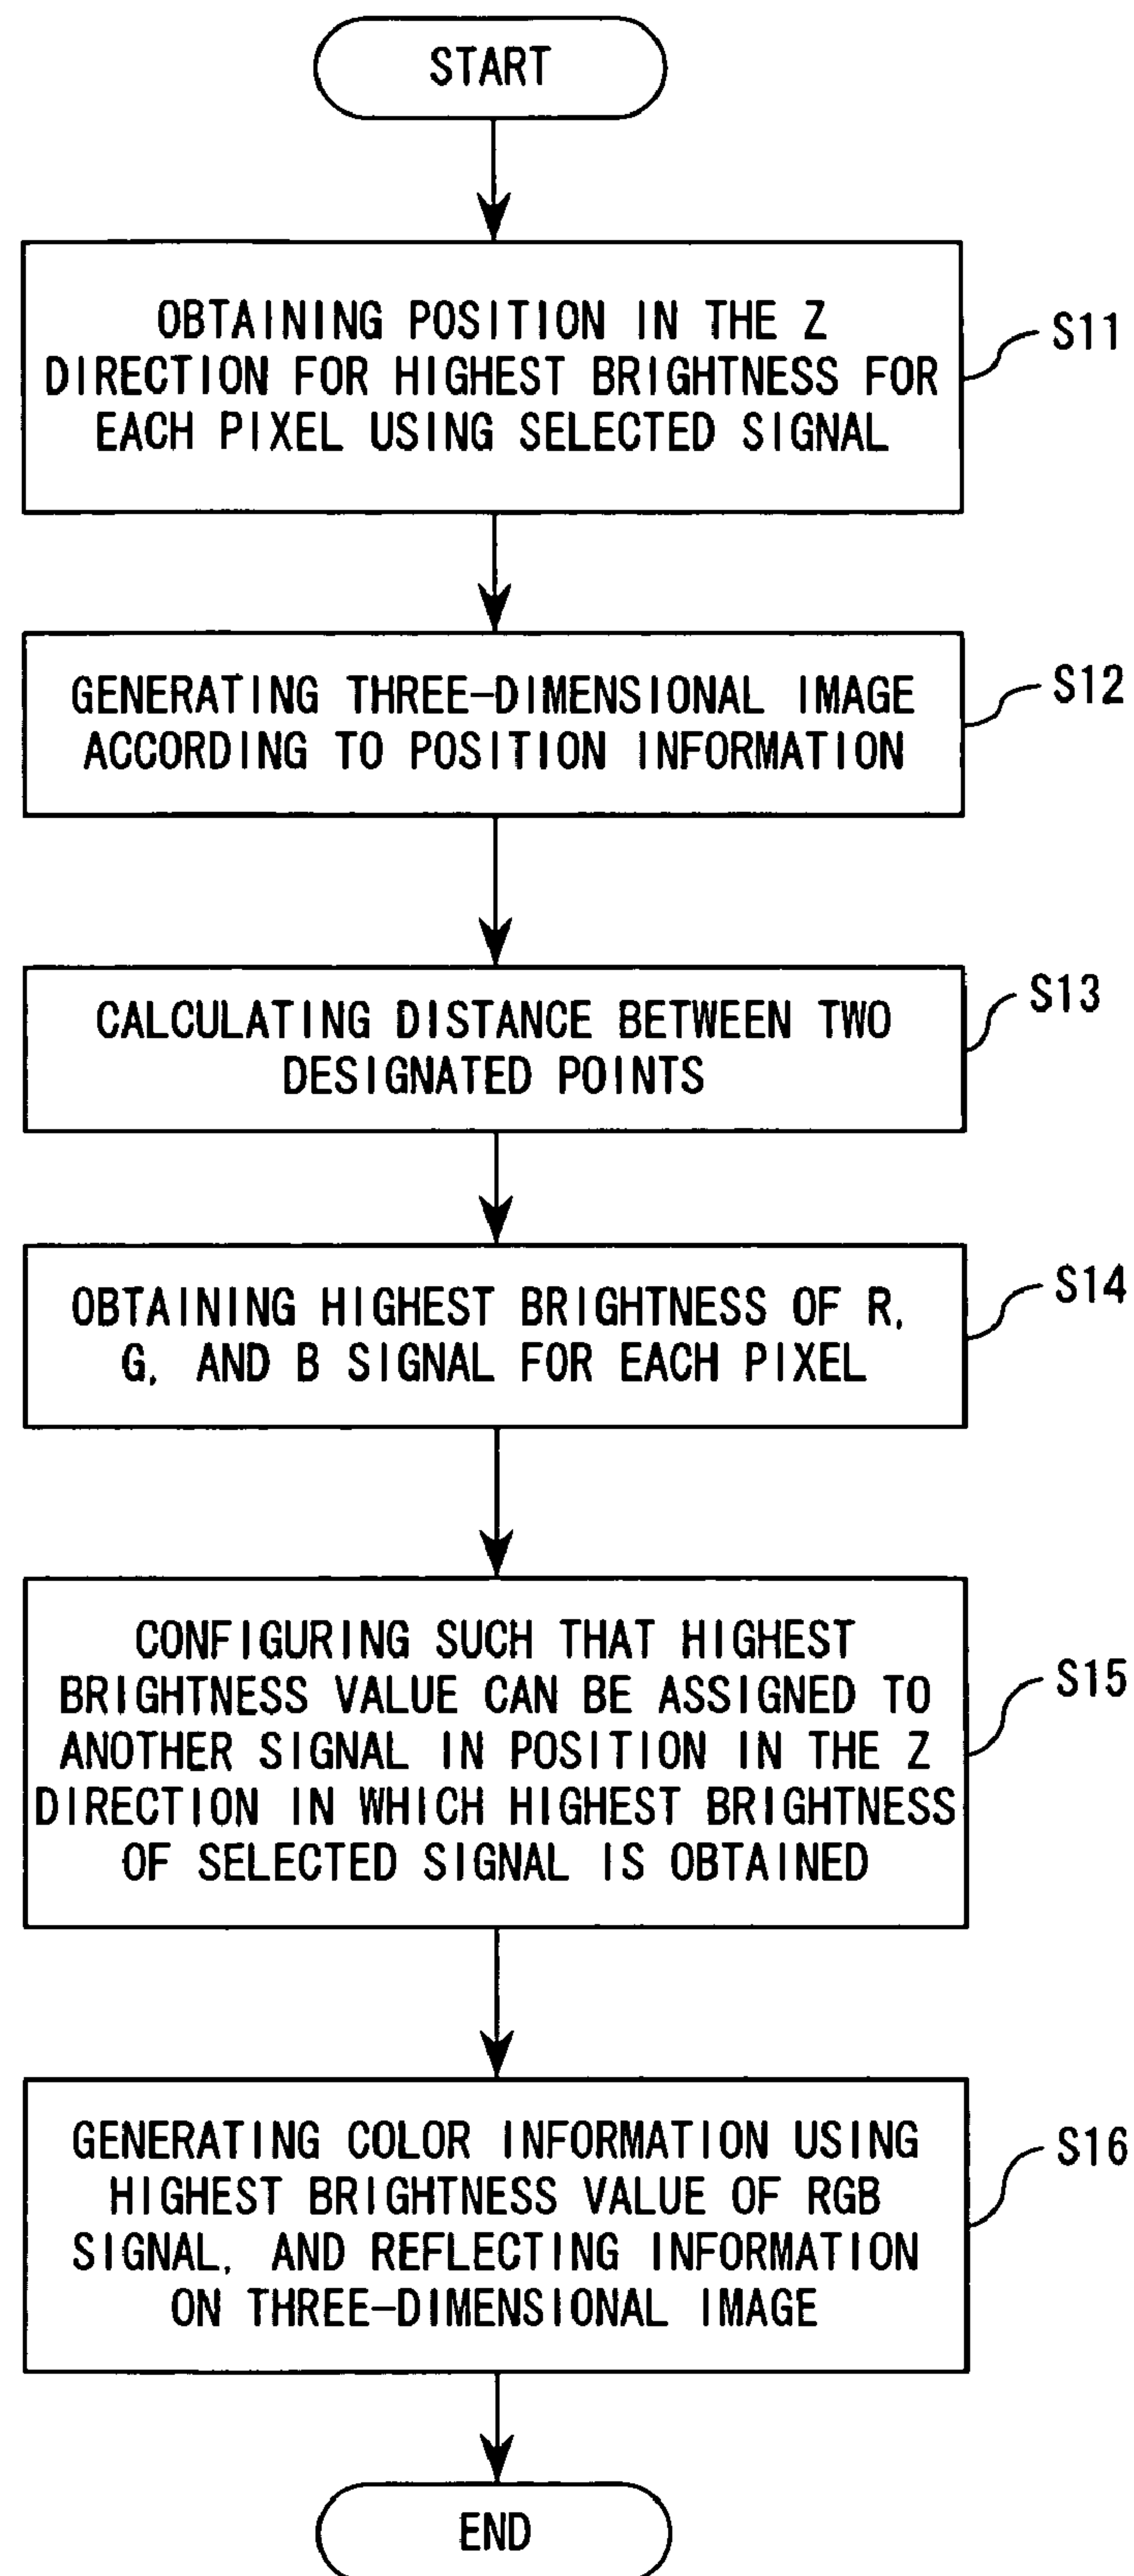 START
OBTAINING POSITION IN THE Z
DIRECTION FOR HIGHEST BRIGHTNESS FOR
EACH PIXEL USING SELECTED SIGNAL
S11
GENERATING THREE-DIMENSIONAL IMAGE
ACCORDING TO POSITION INFORMATION
S12
CALCULATING DISTANCE BETWEEN TWO
DESIGNATED POINTS
S13
OBTAINING HIGHEST BRIGHTNESS OF R,
G, AND B SIGNAL FOR EACH PIXEL
S14
CONFIGURING SUCH THAT HIGHEST
BRIGHTNESS VALUE CAN BE ASSIGNED TO
ANOTHER SIGNAL IN POSITION IN THE Z
DIRECTION IN WHICH HIGHEST BRIGHTNESS
OF SELECTED SIGNAL IS OBTAINED
S15
GENERATING COLOR INFORMATION USING
HIGHEST BRIGHTNESS VALUE OF RGB
SIGNAL, AND REFLECTING INFORMATION
ON THREE-DIMENSIONAL IMAGE
S16
END